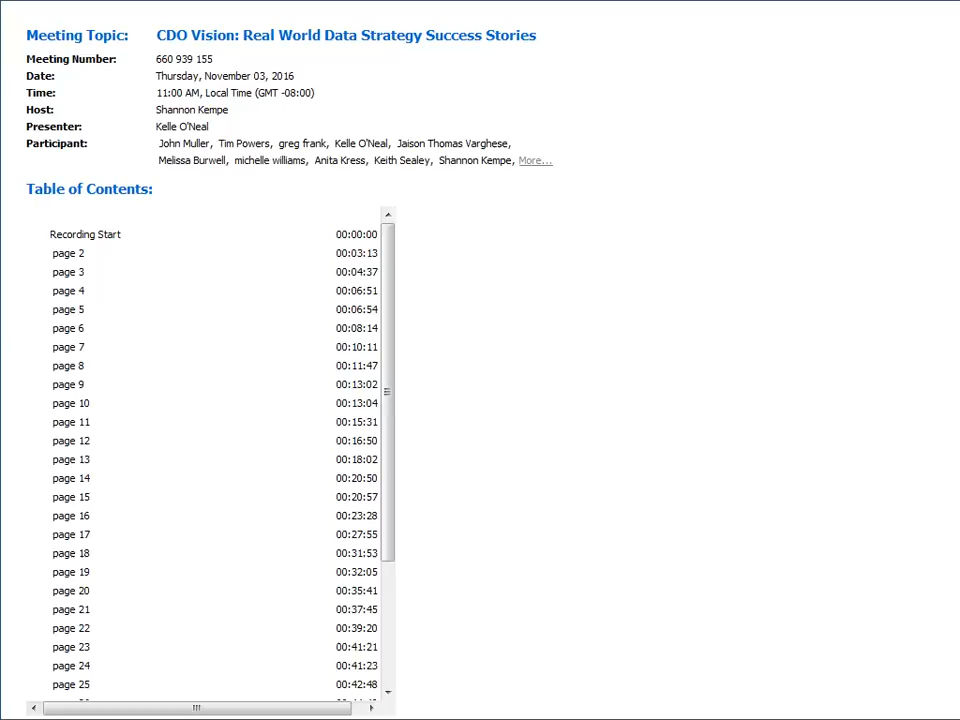 Meeting Topic: CDO Vision: Real World Data Strategy Success Stories
Meeting Number: 660 939 155
Date: Thursday, November 03, 2016
Time: 11:00 AM, Local Time (GMT -08:00)
Host: Shannon Kempe
Presenter: Kelle O'Neal
Participant: John Muller, Tim Powers, greg frank, Kelle O'Neal, Jaison Thomas Varghese,
Melissa Burwell, michelle williams, Anita Kress, Keith Sealey, Shannon Kempe, More...
Table of Contents:
Recording Start 00:00:00
page 2 00:03:13
page 3 00:04:37
page 4 00:06:51
page 5 00:06:54
page 6 00:08:14
page 7 00:10:11
page 8 00:11:47
page 9 00:13:02
page 10 00:13:04
page 11 00:15:31
page 12 00:16:50
page 13 00:18:02
page 14 00:20:50
page 15 00:20:57
page 16 00:23:28
page 17 00:27:55
page 18 00:31:53
page 19 00:32:05
page 20 00:35:41
page 21 00:37:45
page 22 00:39:20
page 23 00:41:21
page 24 00:41:23
page 25 00:42:48